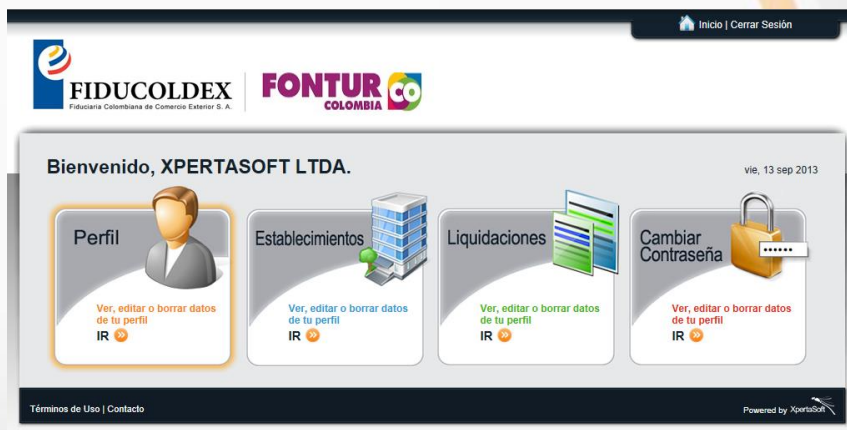 Inicio | Cerrar Sesión
FIDUCOLDEX
Fiduciaria Colombiana de Comercio Exterior S. A.
FONTUR CO
COLOMBIA
Bienvenido, XPERTASOFT LTDA.
vie, 13 sep 2013
Perfil
Ver, editar o borrar datos
de tu perfil
IR
Establecimientos
Ver, editar o borrar datos
de tu perfil
IR
Liquidaciones
Ver, editar o borrar datos
de tu perfil
IR
Cambiar
Contraseña
Ver, editar o borrar datos
de tu perfil
IR
Términos de Uso | Contacto
Powered by XpertaSoft